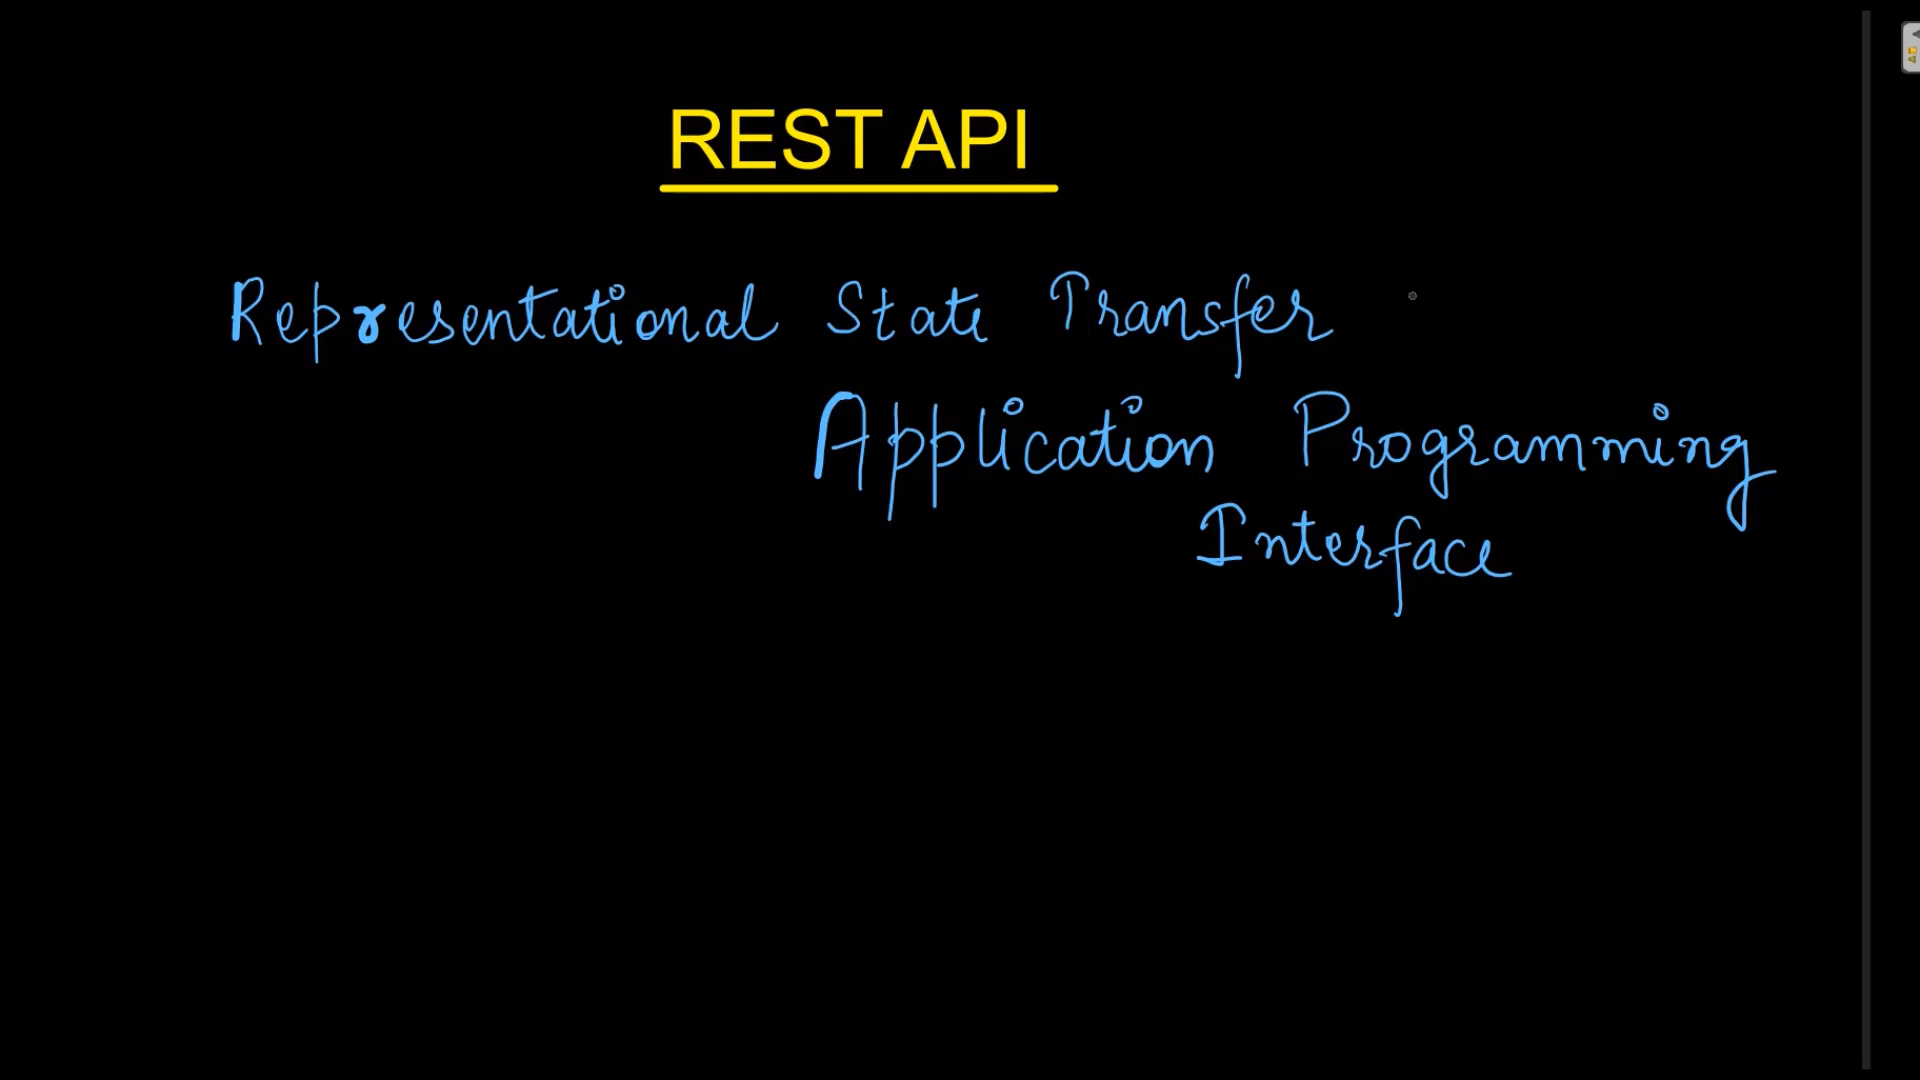 REST API
Representational State Transfer
Application Programming
Interface